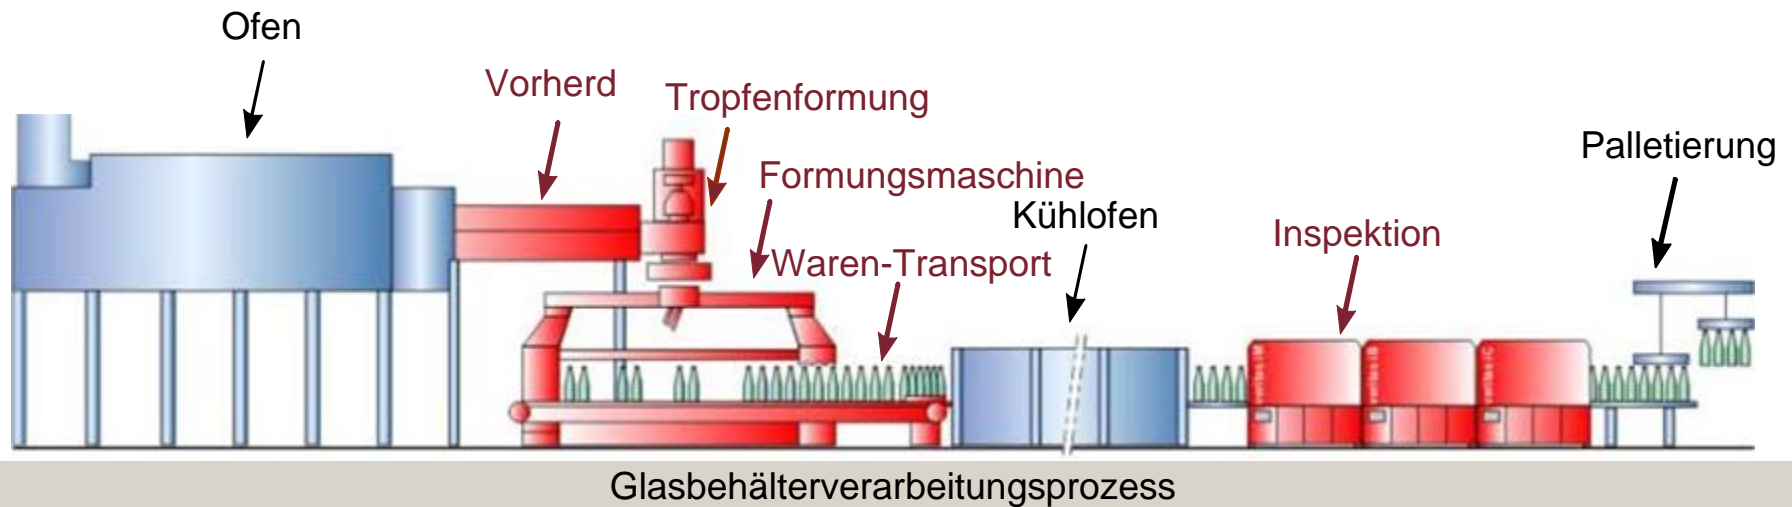 Ofen
Vorherd
Tropfenformung
Formungsmaschine
Waren-Transport
Kühlofen
Inspektion
Palletierung
Glasbehälterverarbeitungsprozess